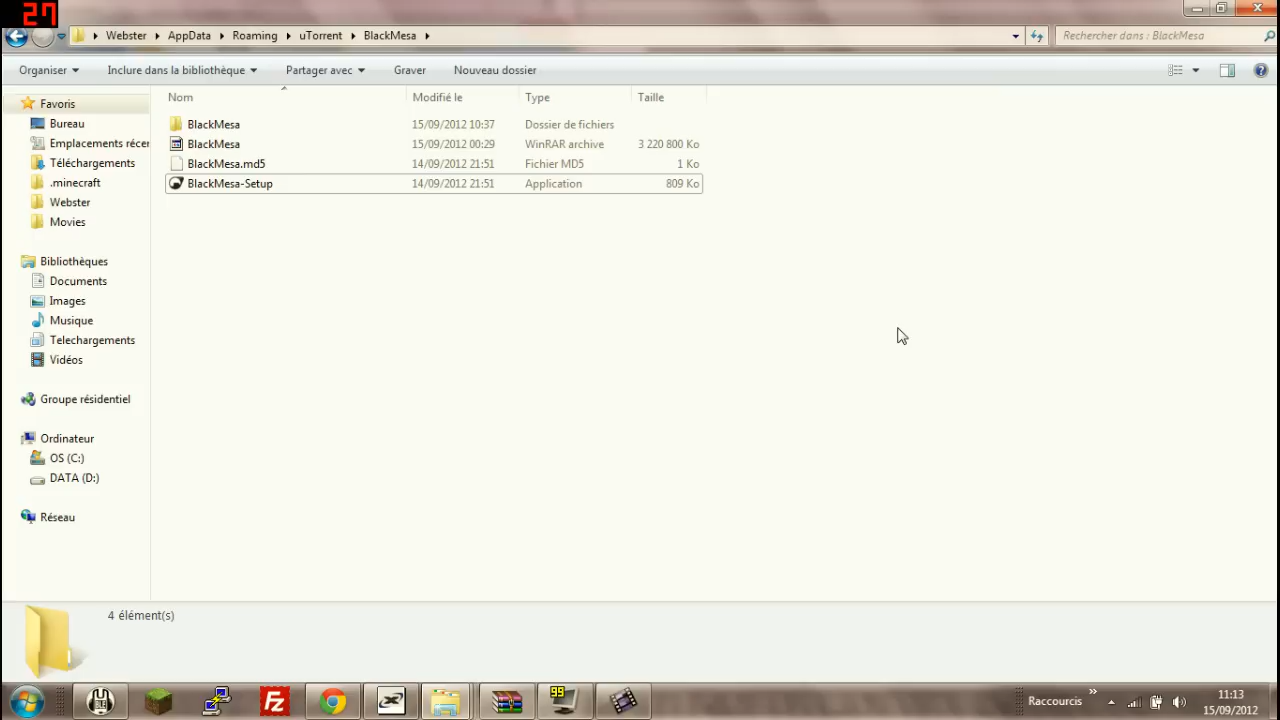 27
Webster AppData Roaming uTorrent BlackMesa Rechercher dans : BlackMesa
Organiser Inclure dans la bibliothèque Partager avec Graver Nouveau dossier
Nom Modifié le Type Taille
Favoris
Bureau
Emplacements récer
Téléchargements
.minecraft
Webster
Movies
Bibliothèques
Documents
Images
Musique
Telechargements
Vidéos
Groupe résidentiel
Ordinateur
OS (C:)
DATA (D:)
Réseau
BlackMesa 15/09/2012 10:37 Dossier de fichiers
BlackMesa 15/09/2012 00:29 WinRAR archive 3 220 800 Ko
BlackMesa.md5 14/09/2012 21:51 Fichier MD5 1 Ko
BlackMesa-Setup 14/09/2012 21:51 Application 809 Ko
4 élément(s)
Fz
99
Raccourcis »
11:13
15/09/2012